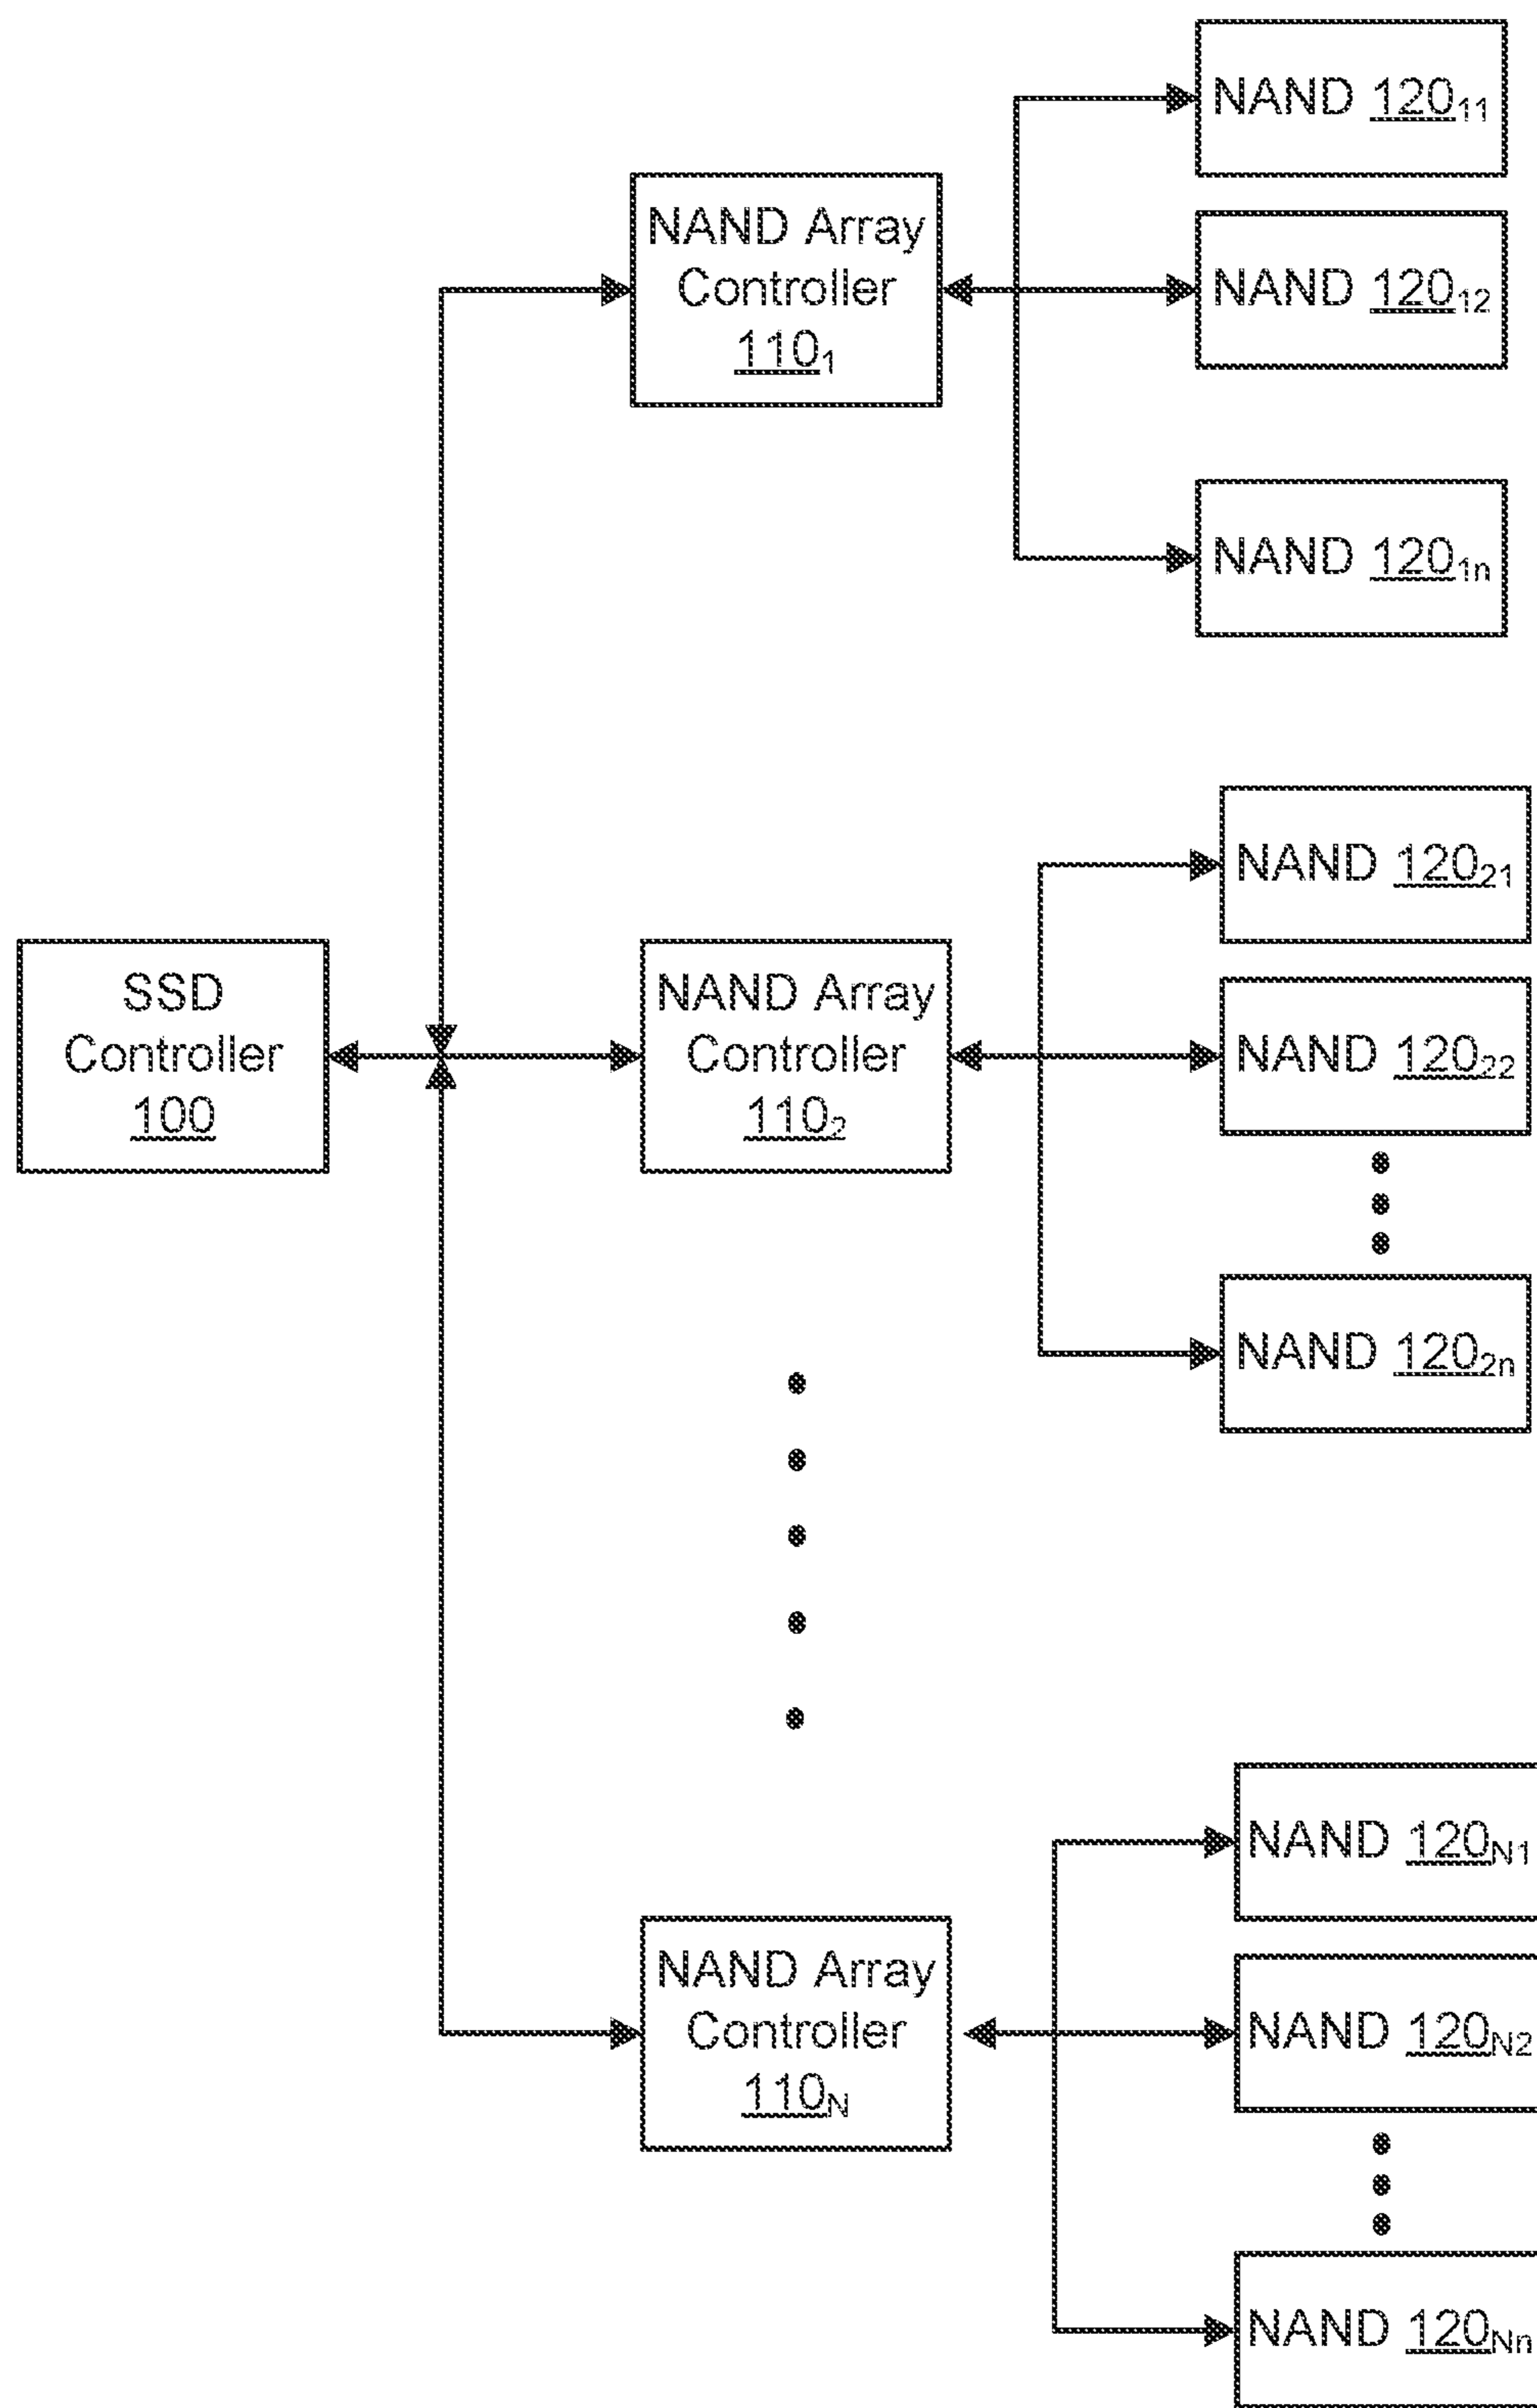 NAND 120₁₁
NAND Array
Controller
110₁
NAND 120₁₂
NAND 120₁ₙ
NAND 120₂₁
SSD
Controller
100
NAND Array
Controller
110₂
NAND 120₂₂
NAND 120₂ₙ
NAND 120N1
NAND Array
Controller
110N
NAND 120N2
NAND 120Nn